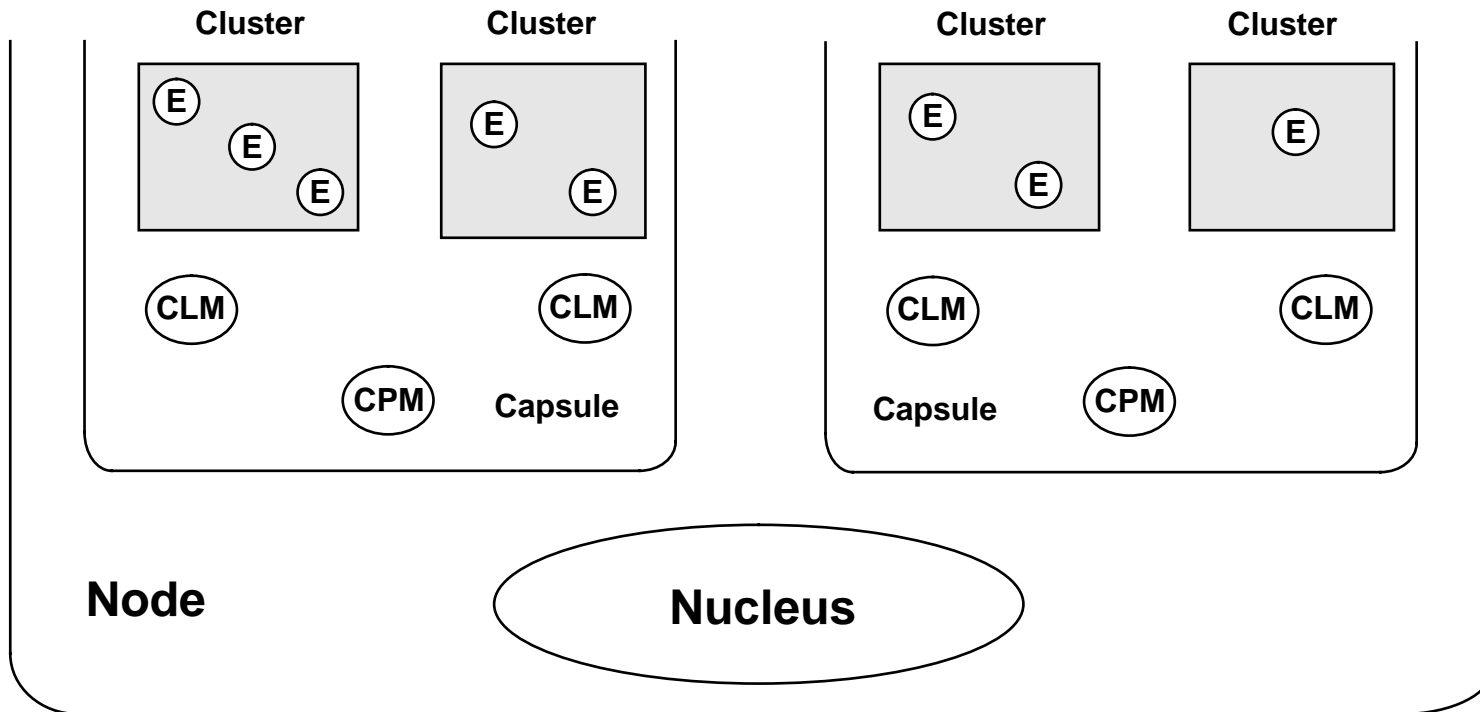 Cluster
Cluster
Cluster
Cluster
E
E
E
E
E
E
E
E
CLM
CLM
CLM
CLM
CPM
Capsule
Capsule
CPM
Node
Nucleus